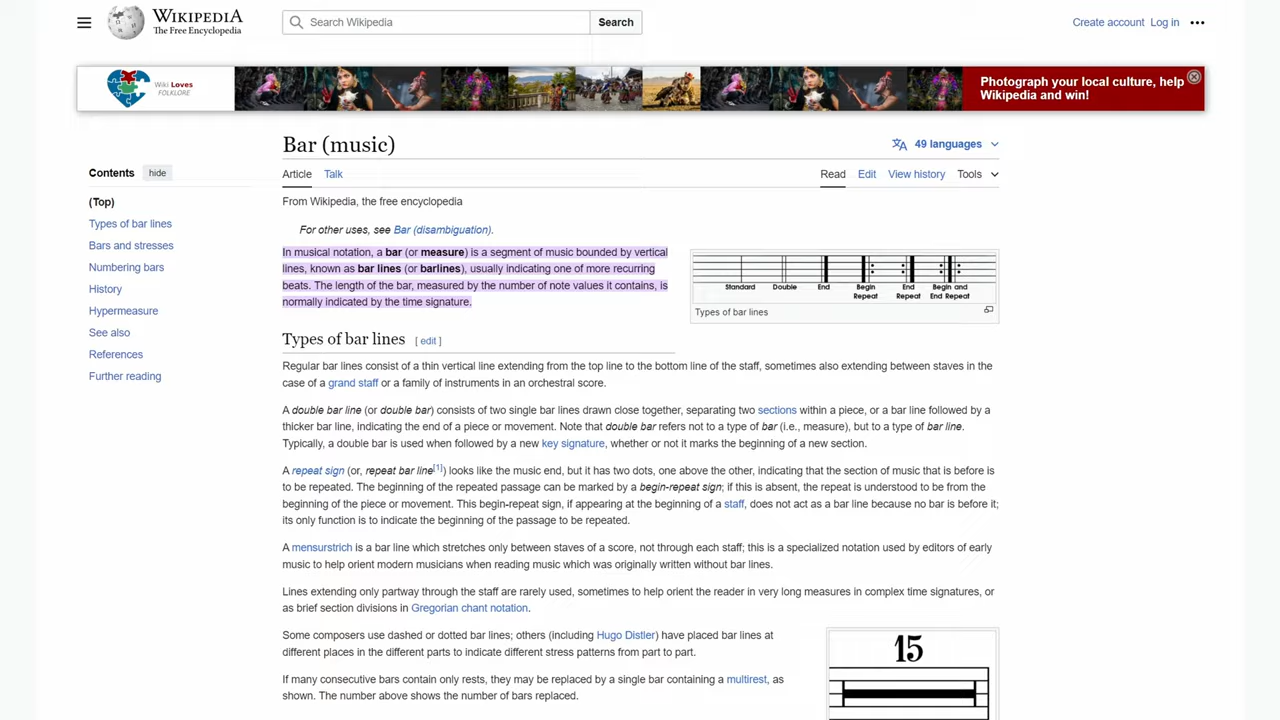 WIKIPEDIA
The Free Encyclopedia
Search Wikipedia
Search
Create account Log in
Wiki Loves
FOLKLORE
Photograph your local culture, help
Wikipedia and win!
Bar (music)
49 languages
Contents hide
Article Talk
Read Edit View history Tools
(Top)
Types of bar lines
Bars and stresses
Numbering bars
History
Hypermeasure
See also
References
Further reading
From Wikipedia, the free encyclopedia
For other uses, see Bar (disambiguation).
In musical notation, a bar (or measure) is a segment of music bounded by vertical
lines, known as bar lines (or barlines), usually indicating one of more recurring
beats. The length of the bar, measured by the number of note values it contains, is
normally indicated by the time signature.
Standard Double End Begin Repeat End Repeat Begin and End Repeat
Types of bar lines
Types of bar lines [ edit ]
Regular bar lines consist of a thin vertical line extending from the top line to the bottom line of the staff, sometimes also extending between staves in the
case of a grand staff or a family of instruments in an orchestral score.
A double bar line (or double bar) consists of two single bar lines drawn close together, separating two sections within a piece, or a bar line followed by a
thicker bar line, indicating the end of a piece or movement. Note that double bar refers not to a type of bar (i.e., measure), but to a type of bar line.
Typically, a double bar is used when followed by a new key signature, whether or not it marks the beginning of a new section.
A repeat sign (or, repeat bar line[1]) looks like the music end, but it has two dots, one above the other, indicating that the section of music that is before is
to be repeated. The beginning of the repeated passage can be marked by a begin-repeat sign; if this is absent, the repeat is understood to be from the
beginning of the piece or movement. This begin-repeat sign, if appearing at the beginning of a staff, does not act as a bar line because no bar is before it;
its only function is to indicate the beginning of the passage to be repeated.
A mensurstrich is a bar line which stretches only between staves of a score, not through each staff; this is a specialized notation used by editors of early
music to help orient modern musicians when reading music which was originally written without bar lines.
Lines extending only partway through the staff are rarely used, sometimes to help orient the reader in very long measures in complex time signatures, or
as brief section divisions in Gregorian chant notation.
Some composers use dashed or dotted bar lines; others (including Hugo Distler) have placed bar lines at
different places in the different parts to indicate different stress patterns from part to part.
If many consecutive bars contain only rests, they may be replaced by a single bar containing a multirest, as
shown. The number above shows the number of bars replaced.
15